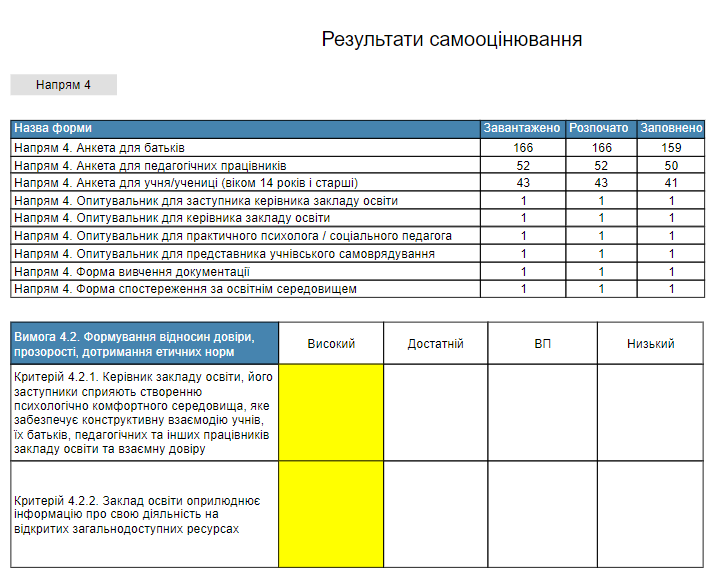 Результати самооцінювання
Напрям 4
Назва форми Завантажено Розпочато Заповнено
Напрям 4. Анкета для батьків 166 166 159
Напрям 4. Анкета для педагогічних працівників 52 52 50
Напрям 4. Анкета для учня/учениці (віком 14 років і старші) 43 43 41
Напрям 4. Опитувальник для заступника керівника закладу освіти 1 1 1
Напрям 4. Опитувальник для керівника закладу освіти 1 1 1
Напрям 4. Опитувальник для практичного психолога / соціального педагога 1 1 1
Напрям 4. Опитувальник для представника учнівського самоврядування 1 1 1
Напрям 4. Форма вивчення документації 1 1 1
Напрям 4. Форма спостереження за освітнім середовищем 1 1 1
Вимога 4.2. Формування відносин довіри,
прозорості, дотримання етичних норм
Високий Достатній ВП Низький
Критерій 4.2.1. Керівник закладу освіти, його
заступники сприяють створенню
психологічно комфортного середовища, яке
забезпечує конструктивну взаємодію учнів,
їх батьків, педагогічних та інших працівників
закладу освіти та взаємну довіру
Критерій 4.2.2. Заклад освіти оприлюднює
інформацію про свою діяльність на
відкритих загальнодоступних ресурсах